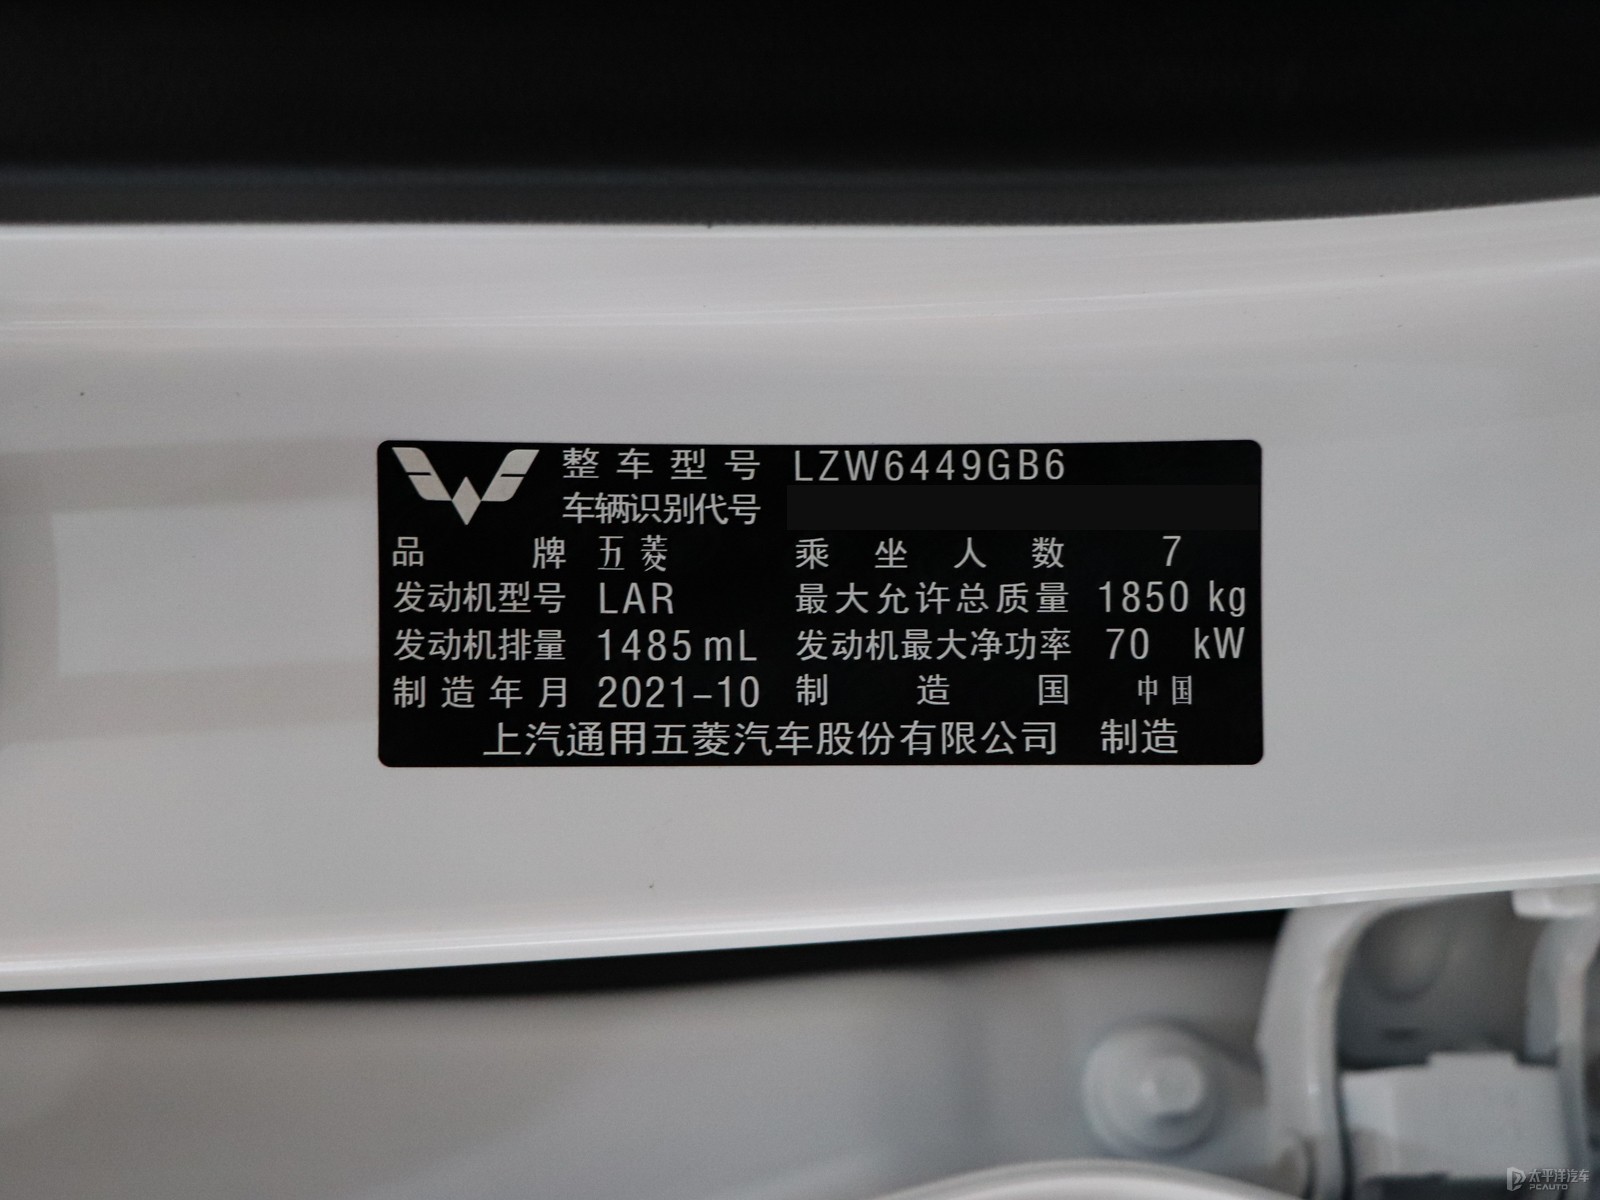 整车型号 LZW6449GB6
车辆识别代号
品牌 五菱 乘坐人数 7
发动机型号 LAR 最大允许总质量 1850 kg
发动机排量 1485 mL 发动机最大净功率 70 kW
制造年月 2021-10 制造国 中国
上汽通用五菱汽车股份有限公司 制造
太平洋汽车
PCAUTO